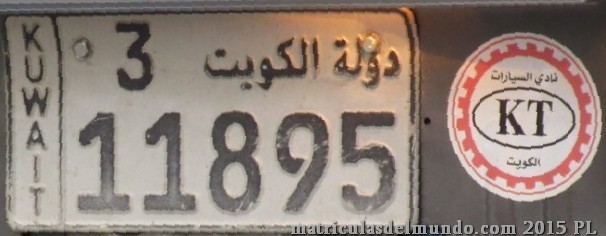 KUWAIT
3 دولة الكويت
11895
نادي السيارات
KT
الكويت
matriculasdelmundo.com 2015 PL